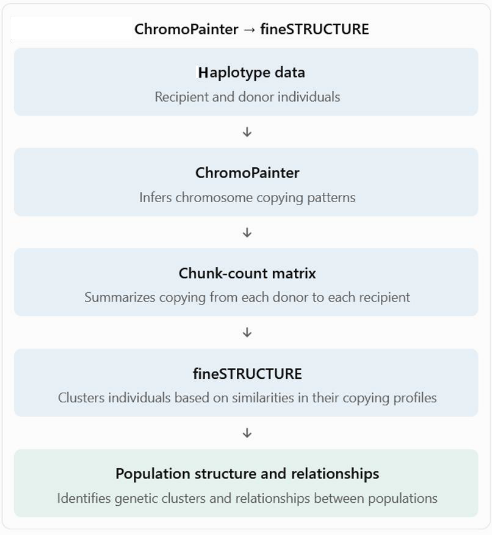 ChromoPainter → fineSTRUCTURE
Haplotype data
Recipient and donor individuals
↓
ChromoPainter
Infers chromosome copying patterns
↓
Chunk-count matrix
Summarizes copying from each donor to each recipient
↓
fineSTRUCTURE
Clusters individuals based on similarities in their copying profiles
↓
Population structure and relationships
Identifies genetic clusters and relationships between populations